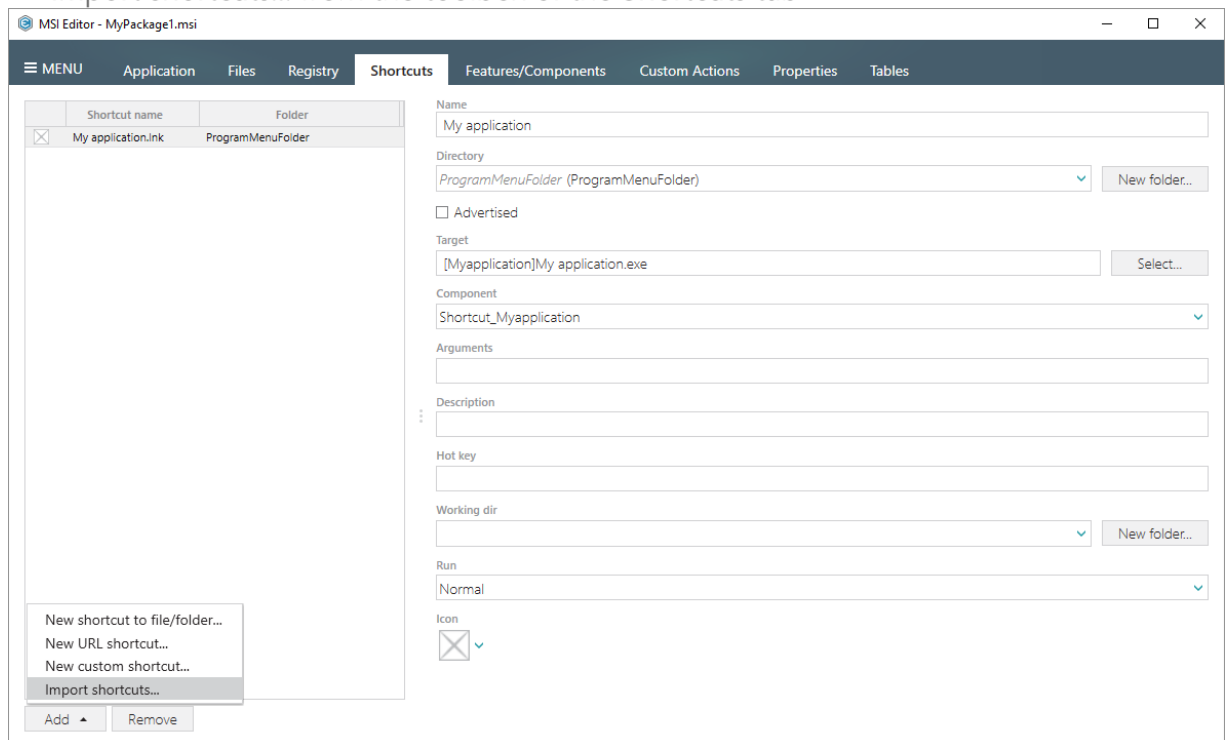 MSI Editor - MyPackage1.msi
MENU Application Files Registry Shortcuts Features/Components Custom Actions Properties Tables
Shortcut name Folder
My application.lnk ProgramMenuFolder
Name
My application
Directory
ProgramMenuFolder (ProgramMenuFolder)
New folder...
Advertised
Target
[Myapplication]My application.exe
Select...
Component
Shortcut_Myapplication
Arguments
Description
Hot key
Working dir
New folder...
Run
Normal
Icon
New shortcut to file/folder...
New URL shortcut...
New custom shortcut...
Import shortcuts...
Add Remove